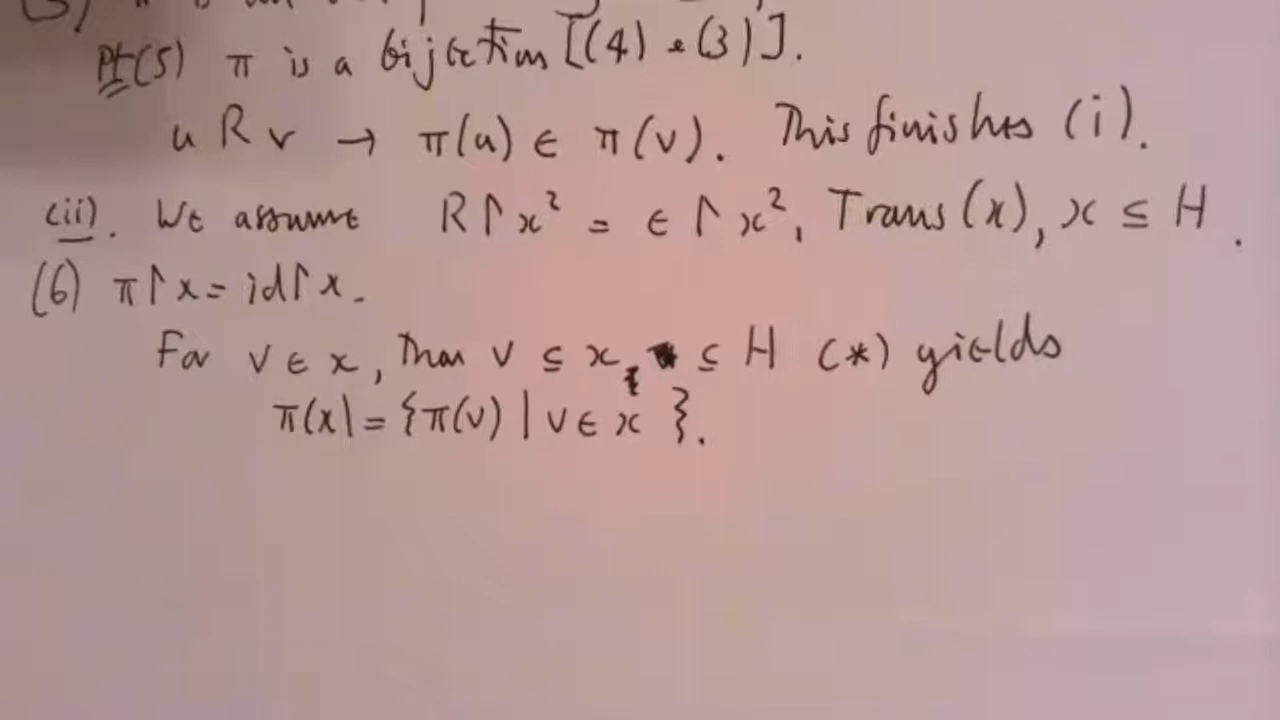 Pf(5) π is a bijection [(4) & (3)].
u R v → π(u) ∈ π(v). This finishes (i).
(ii). We assume R↾x² = ∈↾x², Trans(x), x ⊆ H.
(6) π↾x = id↾x.
For v ∈ x, then v ⊆ x, ⊆ H (*) yields
π(x) = {π(v) | v ∈ x}.